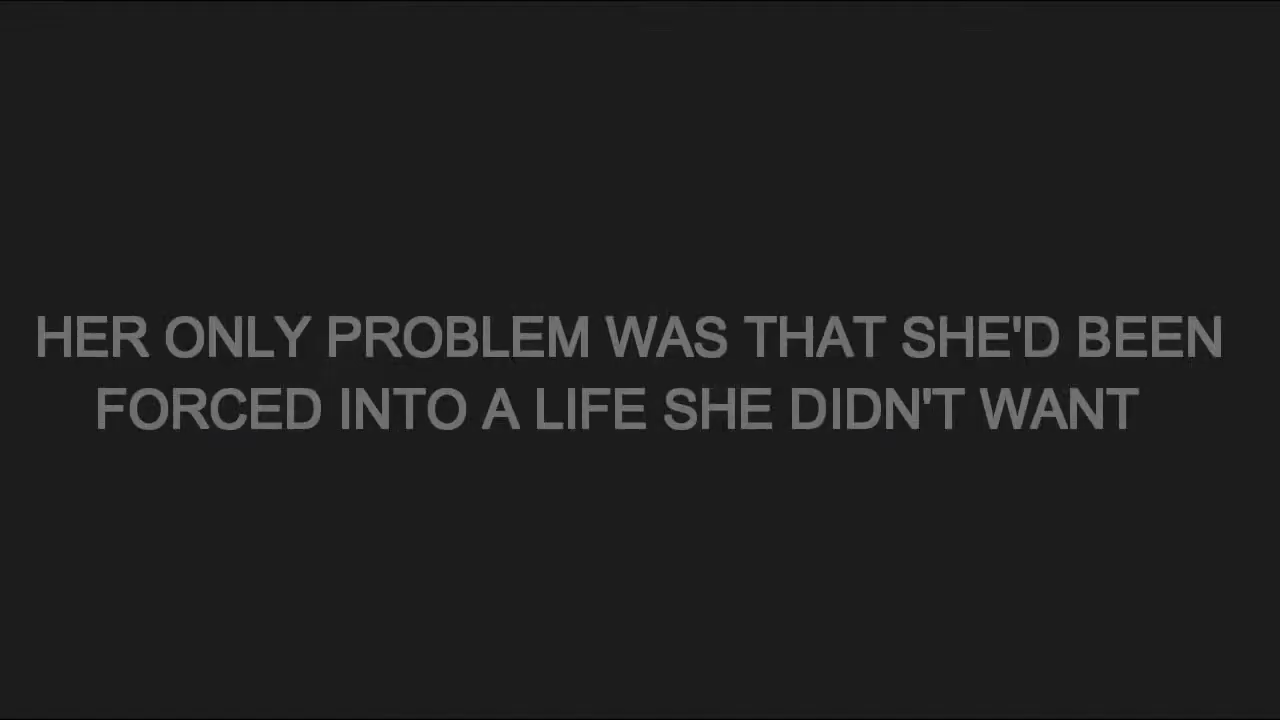 HER ONLY PROBLEM WAS THAT SHE'D BEEN
FORCED INTO A LIFE SHE DIDN'T WANT